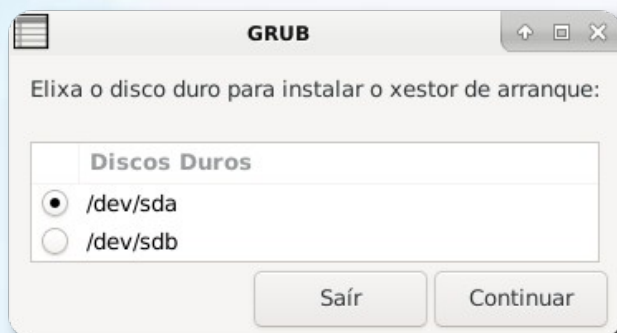 GRUB
Elixa o disco duro para instalar o xestor de arranque:
Discos Duros
/dev/sda
/dev/sdb
Saír
Continuar